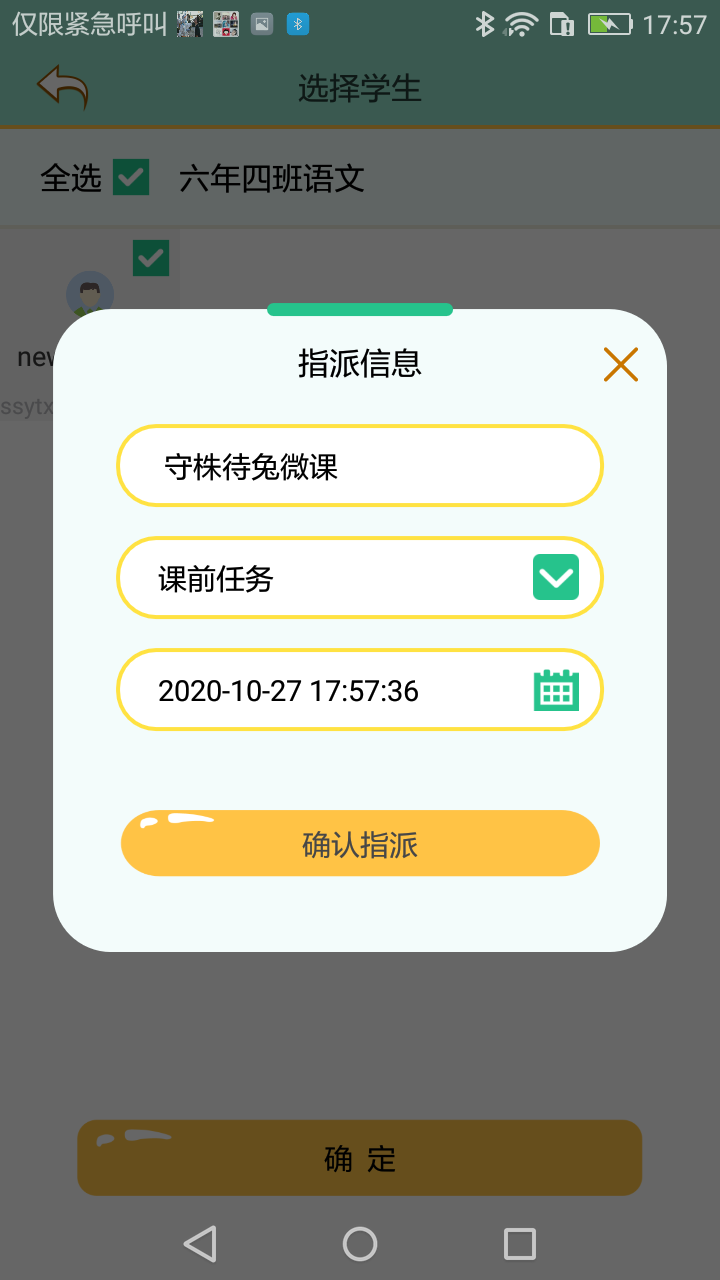 仅限紧急呼叫 17:57
选择学生
全选 六年四班语文
new
ssytx
指派信息
守株待兔微课
课前任务
2020-10-27 17:57:36
确认指派
确 定